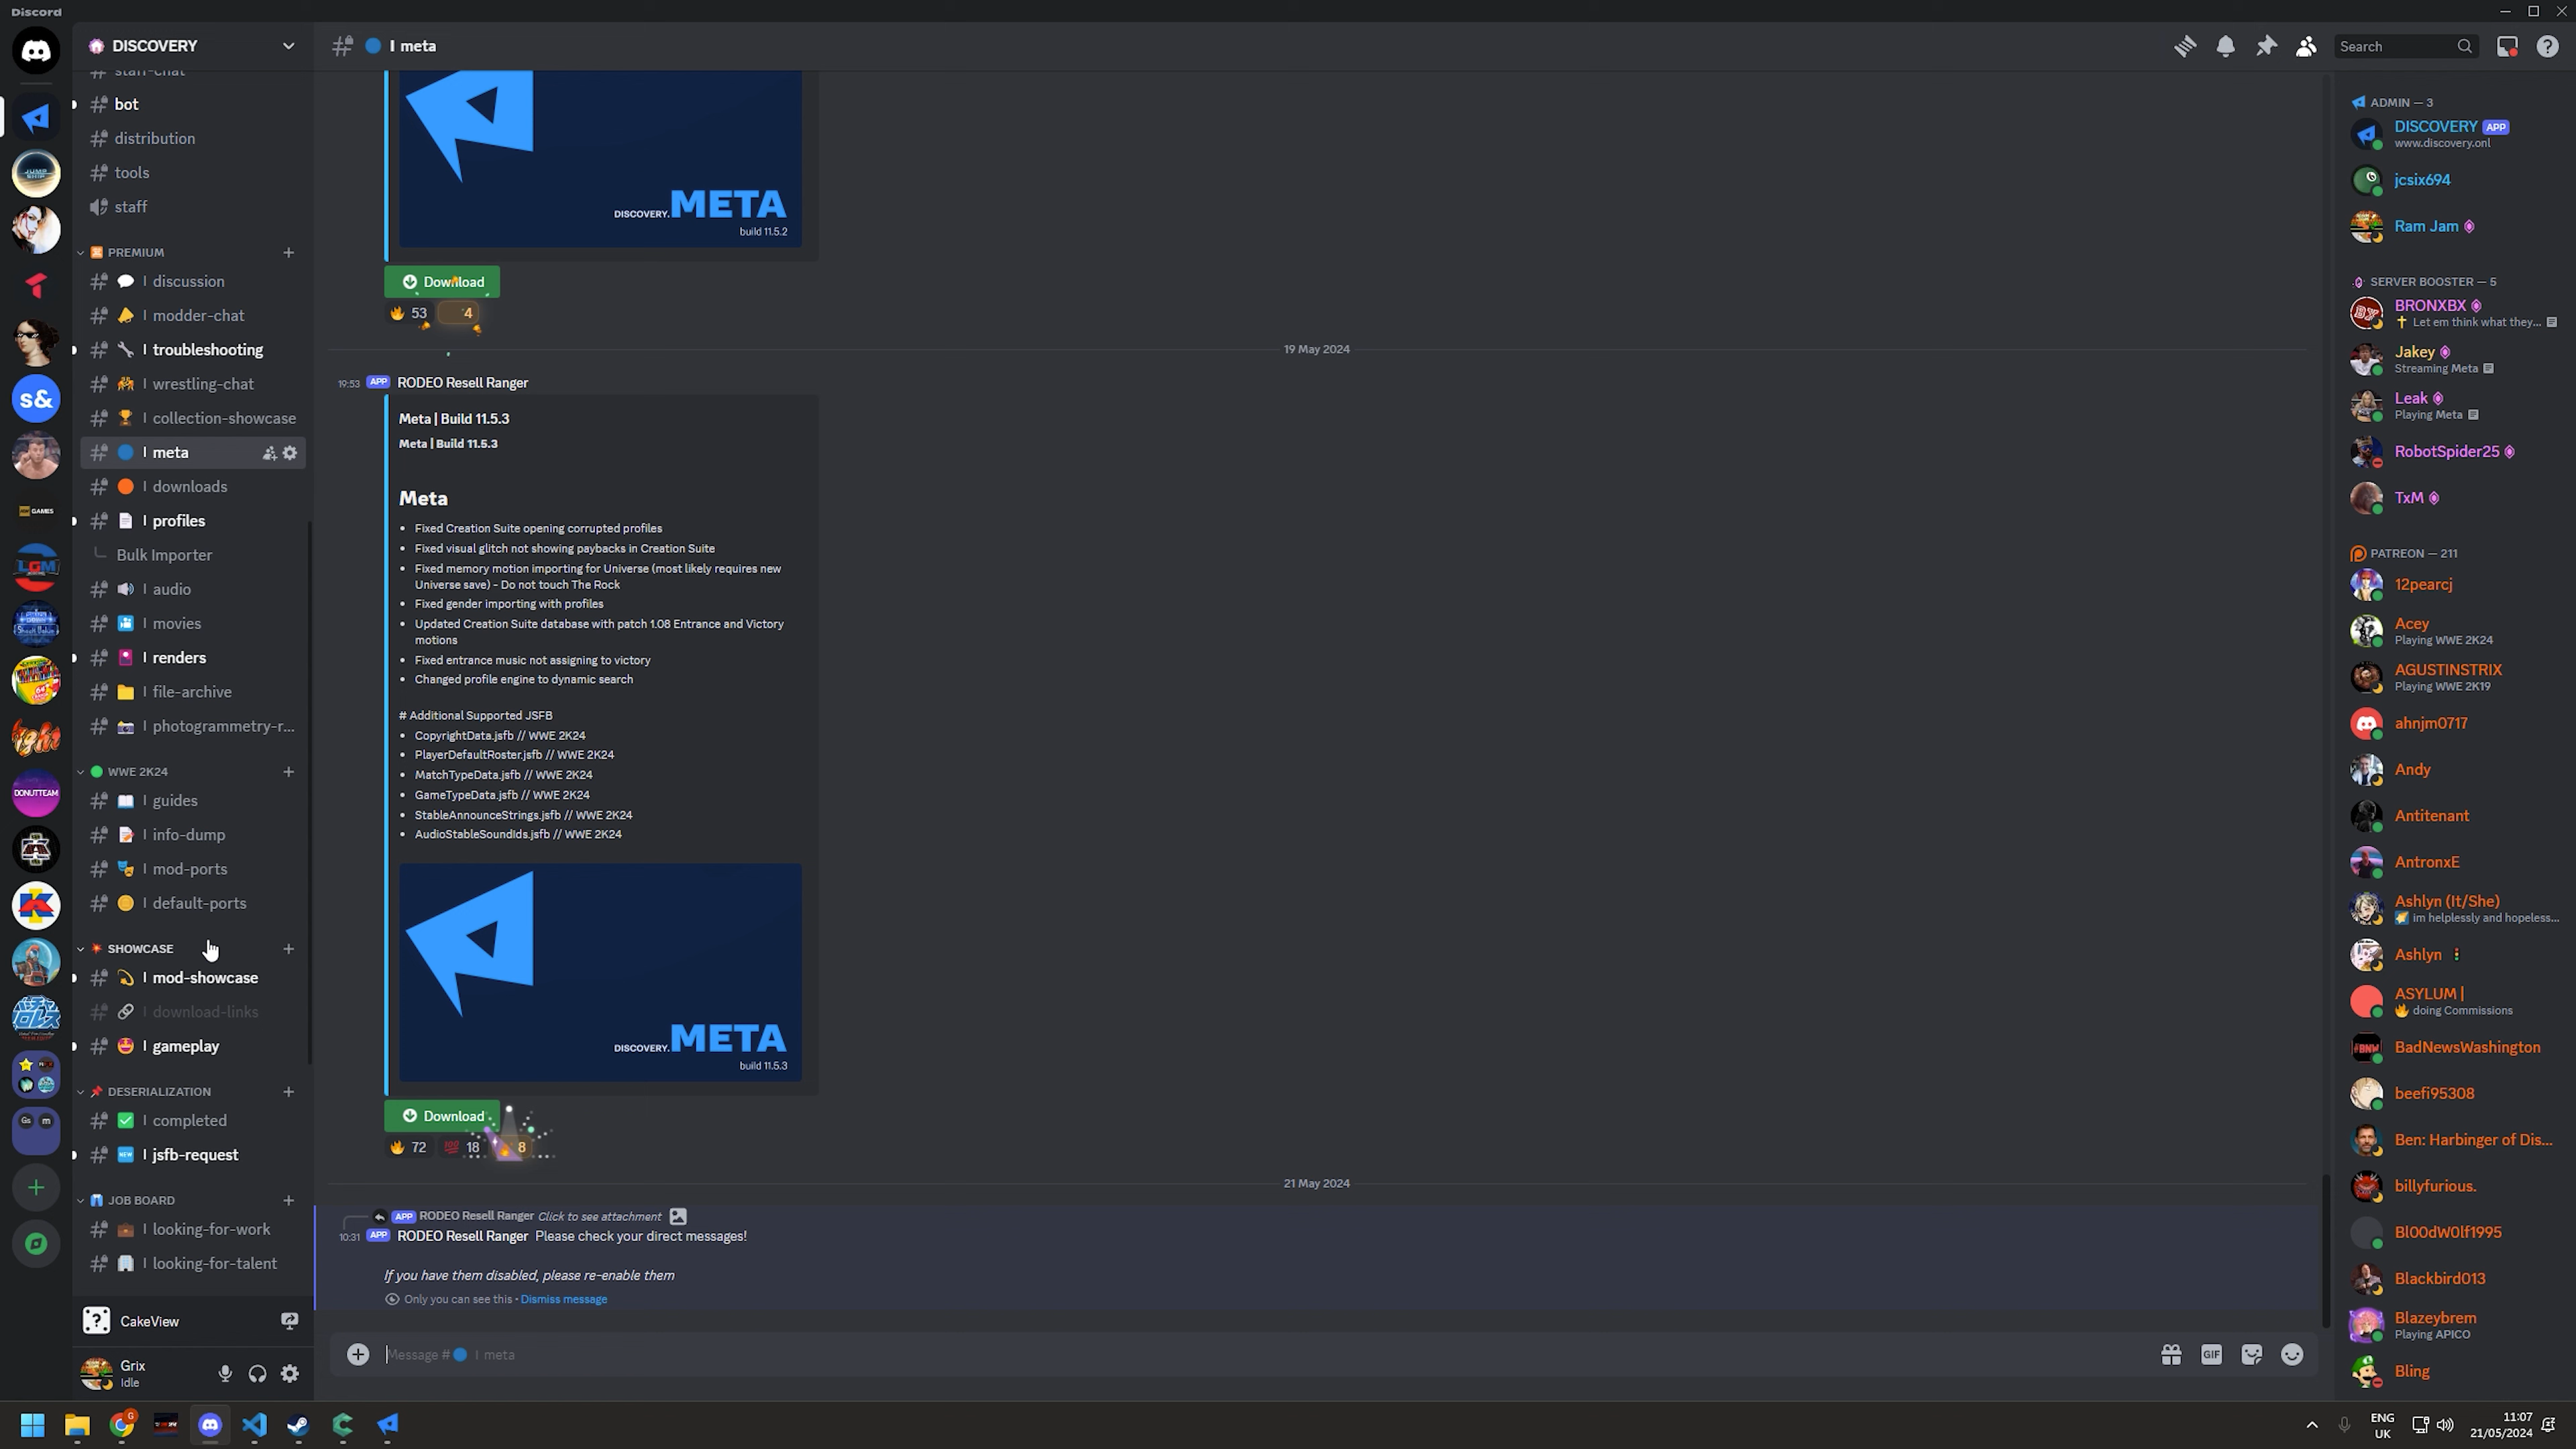 Discord
DISCOVERY
staff-chat
bot
distribution
tools
staff
PREMIUM
discussion
modder-chat
troubleshooting
wrestling-chat
collection-showcase
meta
downloads
profiles
Bulk Importer
audio
movies
renders
file-archive
photogrammetry-r...
WWE 2K24
guides
info-dump
mod-ports
default-ports
SHOWCASE
mod-showcase
download-links
gameplay
DESERIALIZATION
completed
jsfb-request
JOB BOARD
looking-for-work
looking-for-talent
CakeView
Grix
Idle
s&
GAMES
LGM
DONUTTEAM
Gs m
meta
Search
DISCOVERY.META
build 11.5.2
Download
53 4
19 May 2024
19:53 APP RODEO Resell Ranger
Meta | Build 11.5.3
Meta | Build 11.5.3
Meta
• Fixed Creation Suite opening corrupted profiles
• Fixed visual glitch not showing paybacks in Creation Suite
• Fixed memory motion importing for Universe (most likely requires new
Universe save) - Do not touch The Rock
• Fixed gender importing with profiles
• Updated Creation Suite database with patch 1.08 Entrance and Victory
motions
• Fixed entrance music not assigning to victory
• Changed profile engine to dynamic search
# Additional Supported JSFB
• CopyrightData.jsfb // WWE 2K24
• PlayerDefaultRoster.jsfb // WWE 2K24
• MatchTypeData.jsfb // WWE 2K24
• GameTypeData.jsfb // WWE 2K24
• StableAnnounceStrings.jsfb // WWE 2K24
• AudioStableSoundIds.jsfb // WWE 2K24
DISCOVERY.META
build 11.5.3
Download
72 18 8
21 May 2024
APP RODEO Resell Ranger Click to see attachment
10:31 APP RODEO Resell Ranger Please check your direct messages!
If you have them disabled, please re-enable them
Only you can see this • Dismiss message
Message # meta
GIF
ADMIN — 3
DISCOVERY APP
www.discovery.onl
jcsix694
Ram Jam
SERVER BOOSTER — 5
BRONXBX
Let em think what they...
Jakey
Streaming Meta
Leak
Playing Meta
RobotSpider25
TxM
PATREON — 211
12pearcj
Acey
Playing WWE 2K24
AGUSTINSTRIX
Playing WWE 2K19
ahnjm0717
Andy
Antitenant
AntronxE
Ashlyn (It/She)
im helplessly and hopeless...
Ashlyn
ASYLUM |
doing Commissions
BadNewsWashington
beefi95308
Ben: Harbinger of Dis...
billyfurious.
Bl00dW0lf1995
Blackbird013
Blazeybrem
Playing APICO
Bling
ENG
UK
11:07
21/05/2024